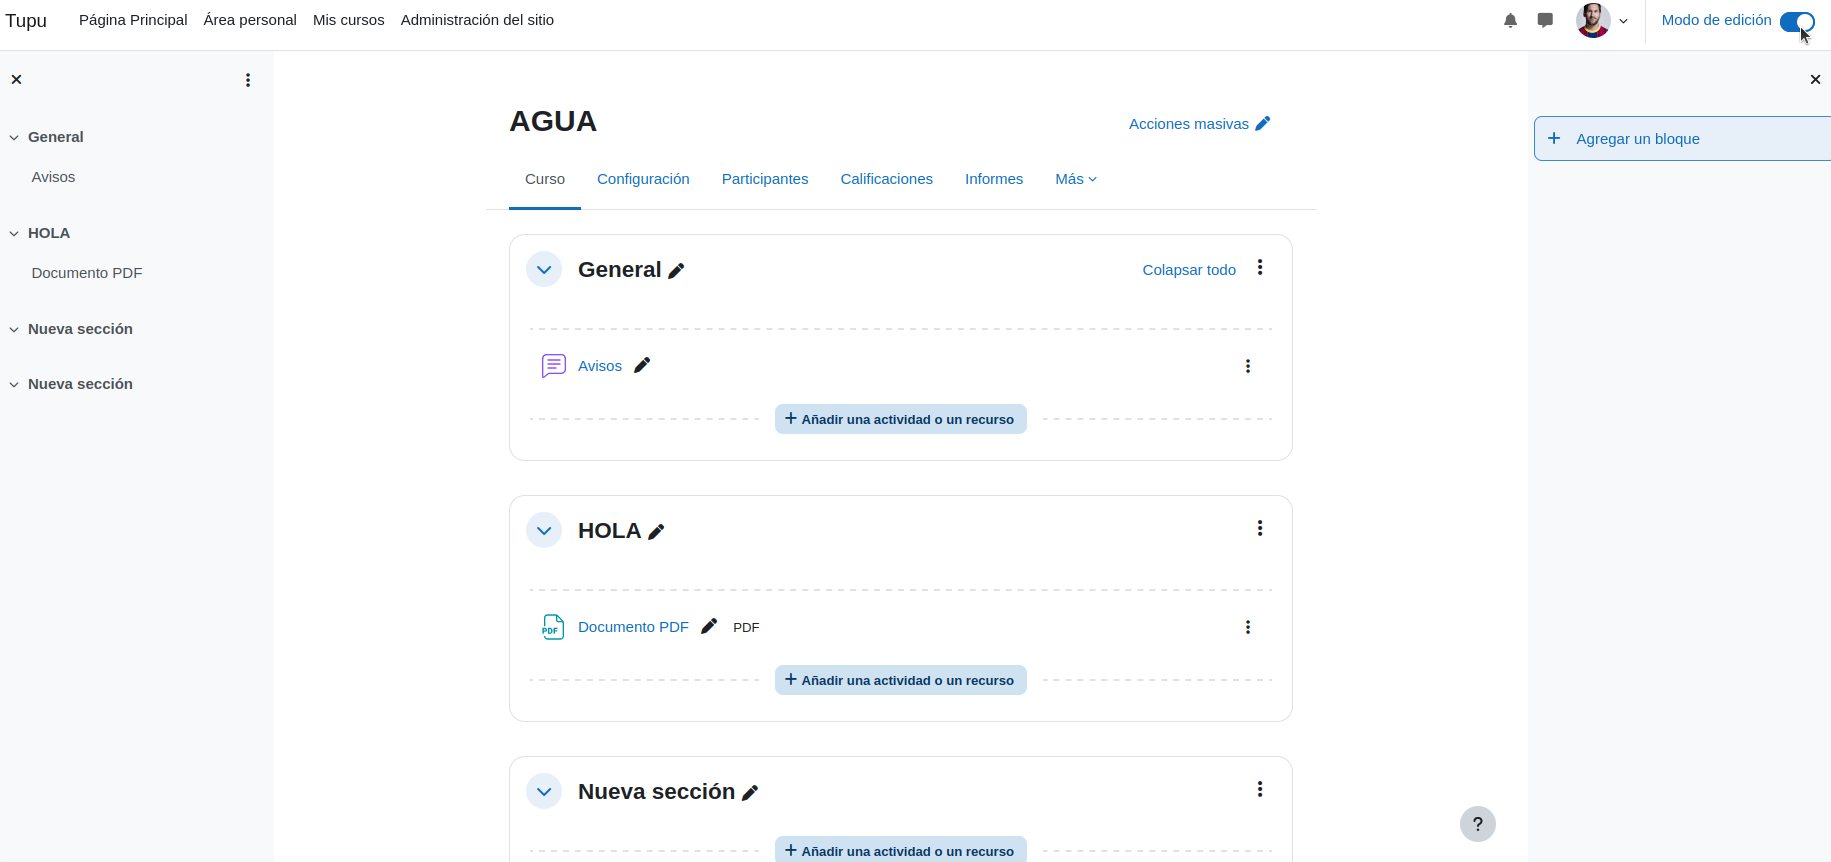 Tupu Página Principal Área personal Mis cursos Administración del sitio Modo de edición
General
Avisos
HOLA
Documento PDF
Nueva sección
Nueva sección
AGUA Acciones masivas
Curso Configuración Participantes Calificaciones Informes Más
General Colapsar todo
Avisos
+ Añadir una actividad o un recurso
HOLA
PDF Documento PDF PDF
+ Añadir una actividad o un recurso
Nueva sección
+ Añadir una actividad o un recurso
+ Agregar un bloque
?